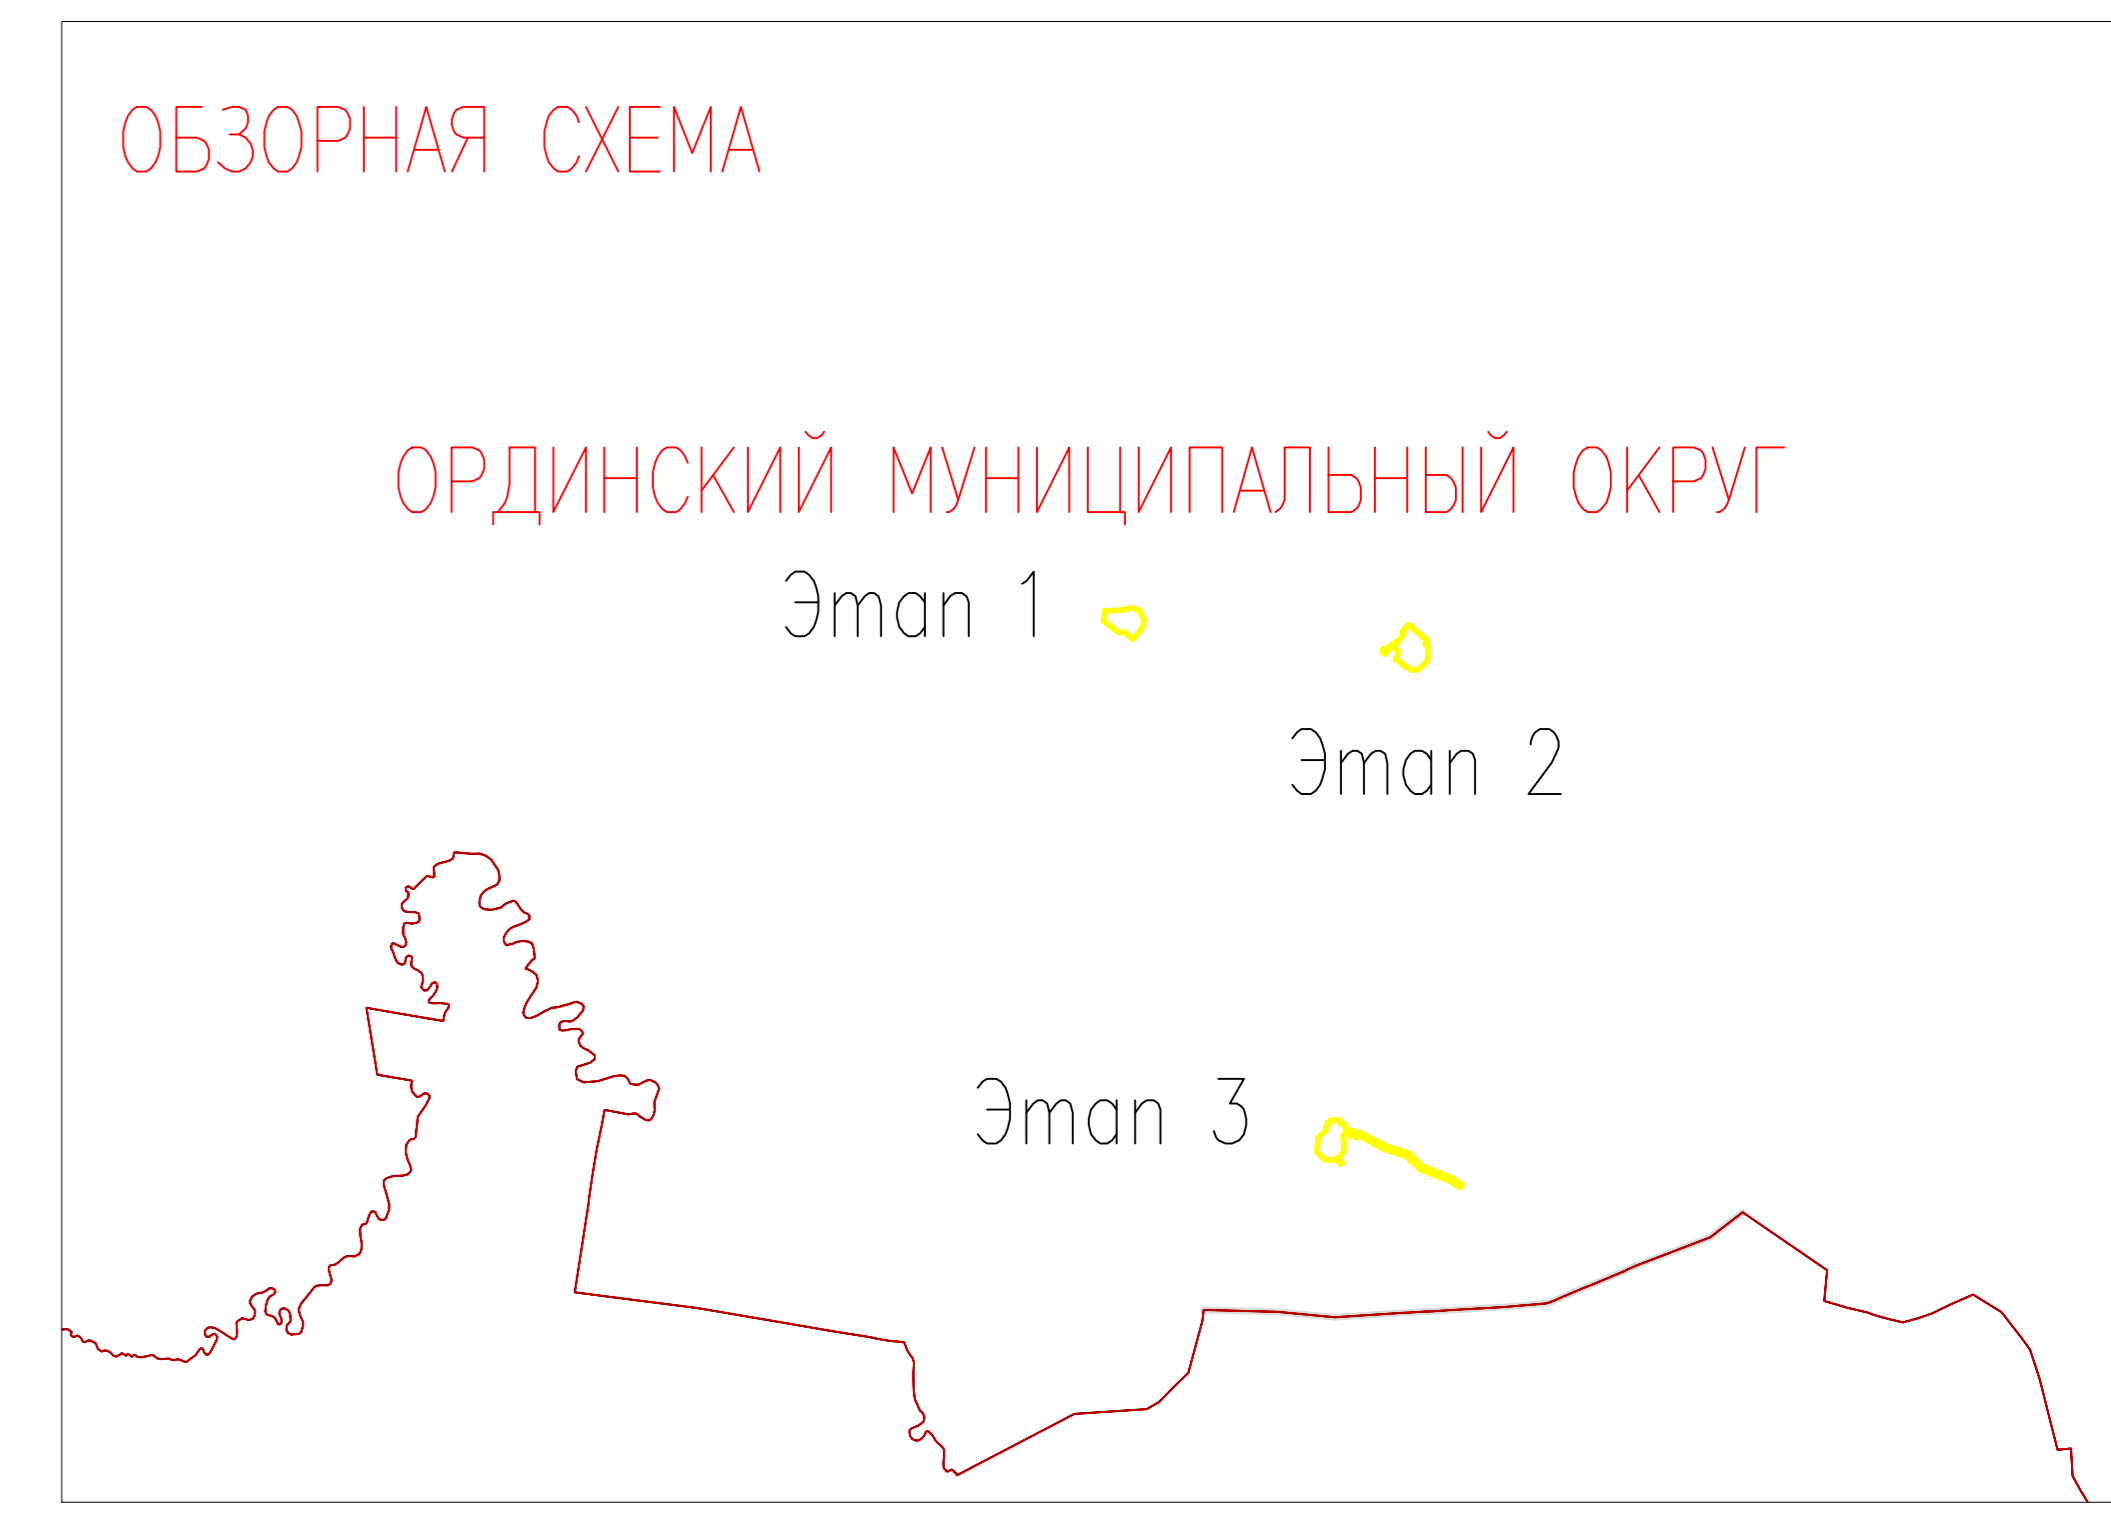 ОБЗОРНАЯ СХЕМА
ОРДИНСКИЙ МУНИЦИПАЛЬНЫЙ ОКРУГ
Этап 1
Этап 2
Этап 3